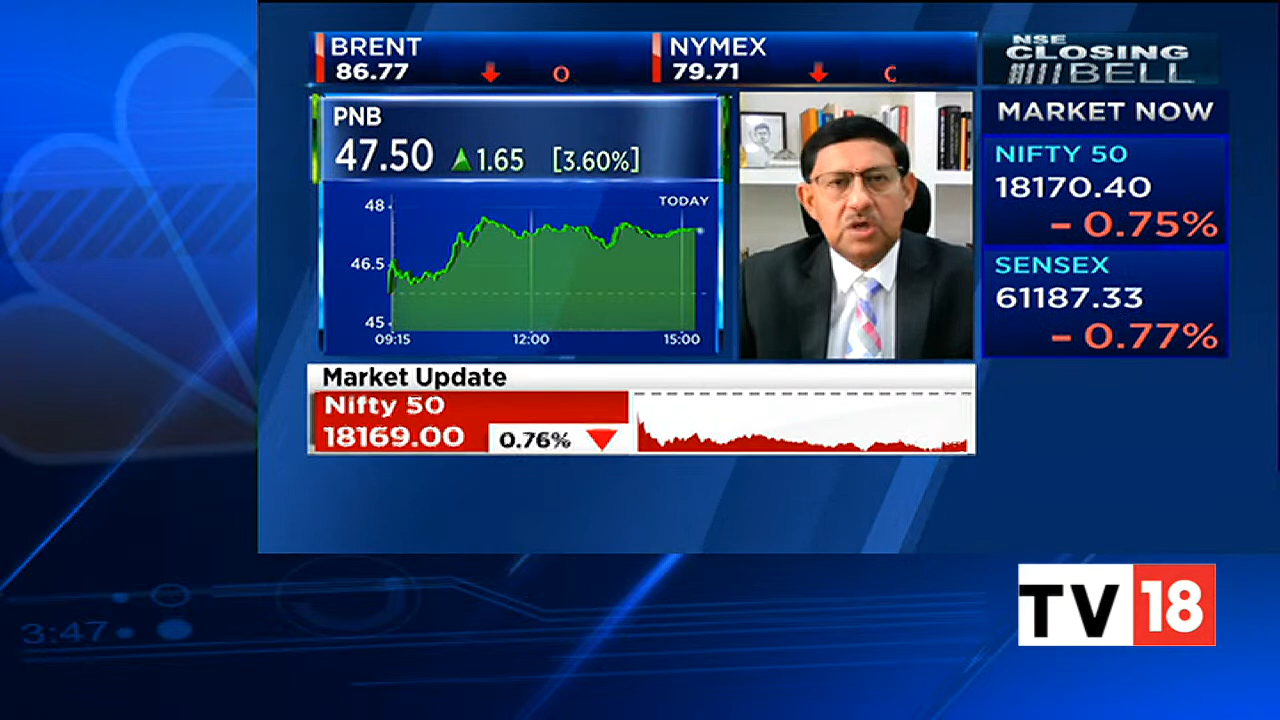 BRENT
86.77 O
NYMEX
79.71 C
NSE
CLOSING
BELL
PNB
47.50 1.65 [3.60%]
TODAY
48
46.5
45
09:15 12:00 15:00
MARKET NOW
NIFTY 50
18170.40
- 0.75%
SENSEX
61187.33
- 0.77%
Market Update
Nifty 50
18169.00 0.76%
3:47
TV18